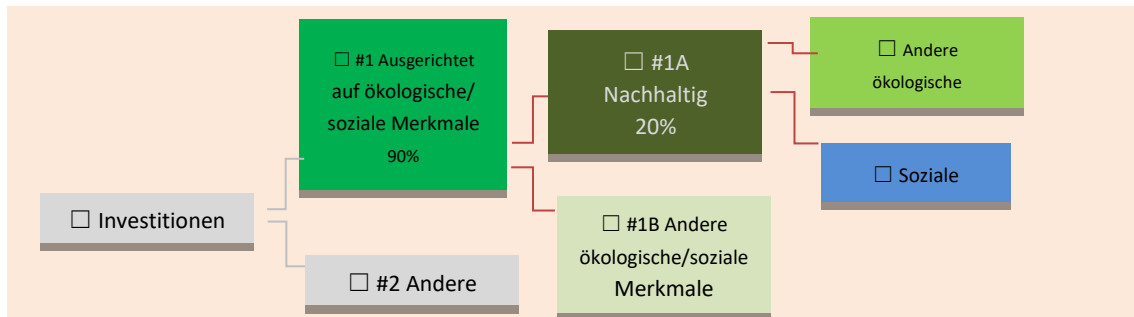 ☐ Investitionen
☐ #1 Ausgerichtet
auf ökologische/
soziale Merkmale
90%
☐ #2 Andere
☐ #1A
Nachhaltig
20%
☐ #1B Andere
ökologische/soziale
Merkmale
☐ Andere
ökologische
☐ Soziale